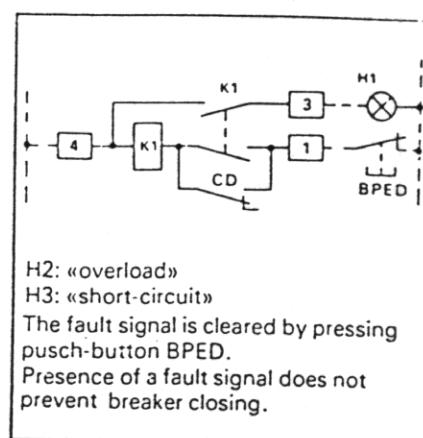 K1 H1
3
4 K1 1
CD BPED
H2: «overload»
H3: «short-circuit»
The fault signal is cleared by pressing
pusch-button BPED.
Presence of a fault signal does not
prevent breaker closing.